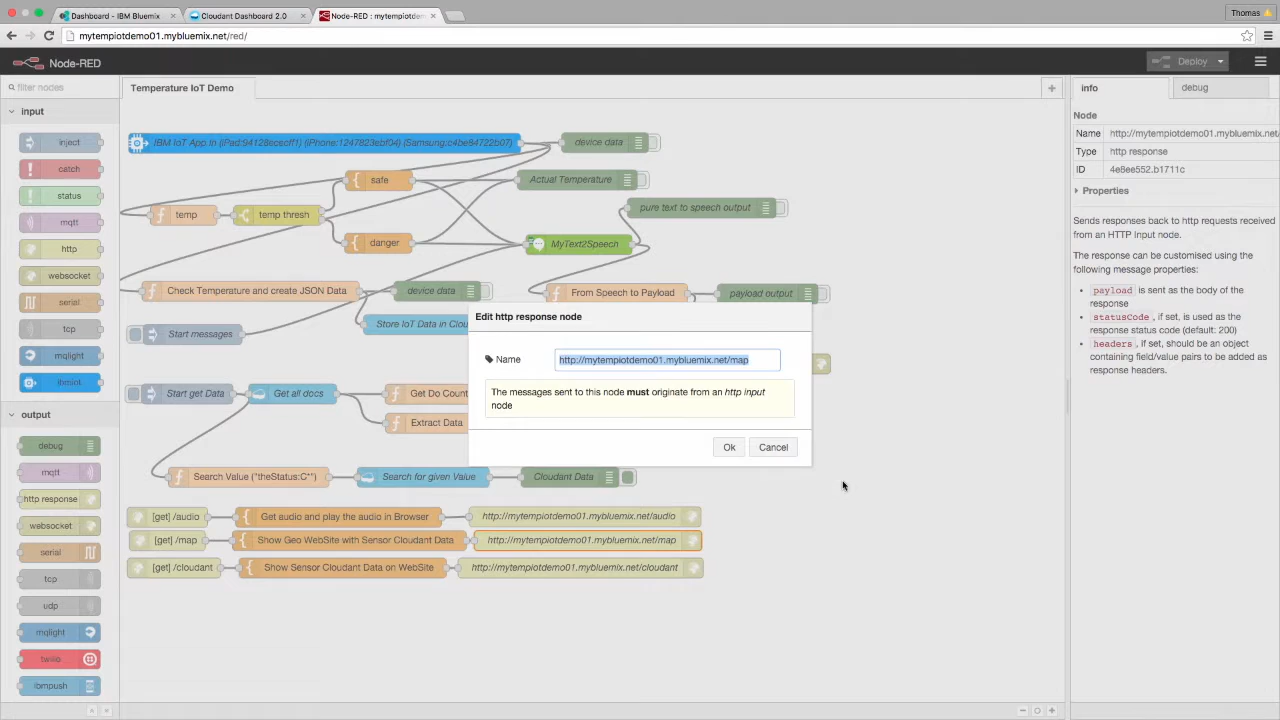 Dashboard - IBM Bluemix
Cloudant Dashboard 2.0
Node-RED : mytempiotdemo
Thomas
mytempiotdemo01.mybluemix.net/red/
Node-RED
Deploy
filter nodes
Temperature IoT Demo
info
debug
input
inject
catch
status
mqtt
http
websocket
serial
tcp
mqlight
ibmiot
output
debug
mqtt
http response
websocket
serial
tcp
udp
mqlight
twilio
ibmpush
IBM IoT App In (iPad:94128ececff1) (iPhone:1247823ebf04) (Samsung:c4be84722b07)
device data
safe
Actual Temperature
temp
temp thresh
pure text to speech output
danger
MyText2Speech
Check Temperature and create JSON Data
device data
From Speech to Payload
payload output
Start messages
Store IoT Data in Clou
Start get Data
Get all docs
Get Do Count
Extract Data
Search Value ("theStatus:C*")
Search for given Value
Cloudant Data
[get] /audio
Get audio and play the audio in Browser
http://mytempiotdemo01.mybluemix.net/audio
[get] /map
Show Geo WebSite with Sensor Cloudant Data
http://mytempiotdemo01.mybluemix.net/map
[get] /cloudant
Show Sensor Cloudant Data on WebSite
http://mytempiotdemo01.mybluemix.net/cloudant
Edit http response node
Name
http://mytempiotdemo01.mybluemix.net/map
The messages sent to this node must originate from an http input
node
Ok
Cancel
Node
Name http://mytempiotdemo01.mybluemix.net
Type http response
ID 4e8ee552.b1711c
Properties
Sends responses back to http requests received
from an HTTP Input node.
The response can be customised using the
following message properties:
payload is sent as the body of the
response
statusCode , if set, is used as the
response status code (default: 200)
headers , if set, should be an object
containing field/value pairs to be added as
response headers.